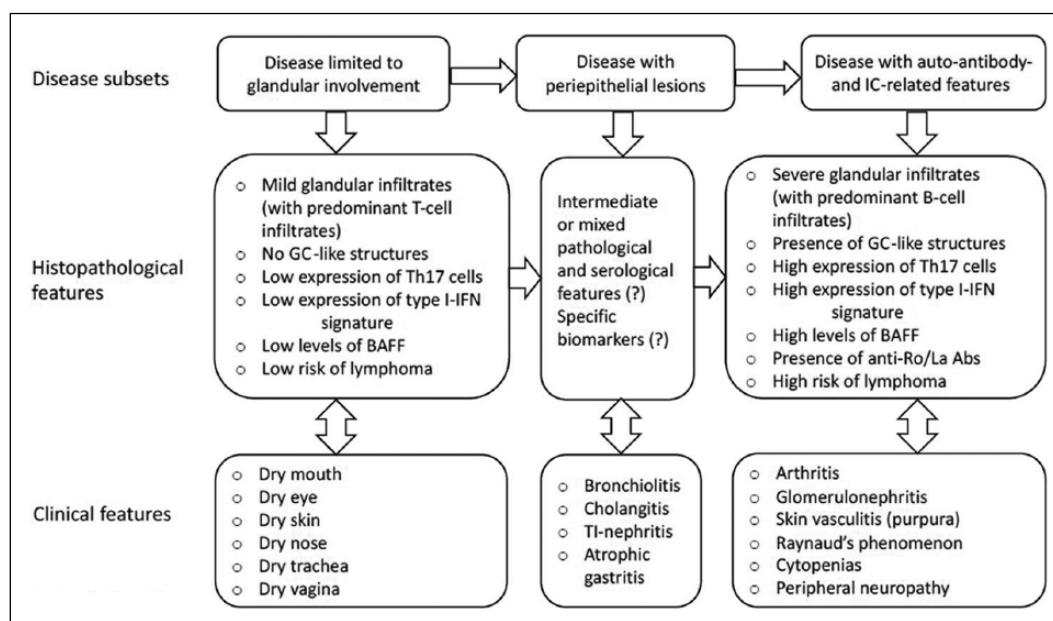 Disease subsets
Disease limited to
glandular involvement
Disease with
periepithelial lesions
Disease with auto-antibody-
and IC-related features
Histopathological
features
○ Mild glandular infiltrates
(with predominant T-cell
infiltrates)
○ No GC-like structures
○ Low expression of Th17 cells
○ Low expression of type I-IFN
signature
○ Low levels of BAFF
○ Low risk of lymphoma
Intermediate
or mixed
pathological
and serological
features (?)
Specific
biomarkers (?)
○ Severe glandular infiltrates
(with predominant B-cell
infiltrates)
○ Presence of GC-like structures
○ High expression of Th17 cells
○ High expression of type I-IFN
signature
○ High levels of BAFF
○ Presence of anti-Ro/La Abs
○ High risk of lymphoma
Clinical features
○ Dry mouth
○ Dry eye
○ Dry skin
○ Dry nose
○ Dry trachea
○ Dry vagina
○ Bronchiolitis
○ Cholangitis
○ TI-nephritis
○ Atrophic
gastritis
○ Arthritis
○ Glomerulonephritis
○ Skin vasculitis (purpura)
○ Raynaud's phenomenon
○ Cytopenias
○ Peripheral neuropathy